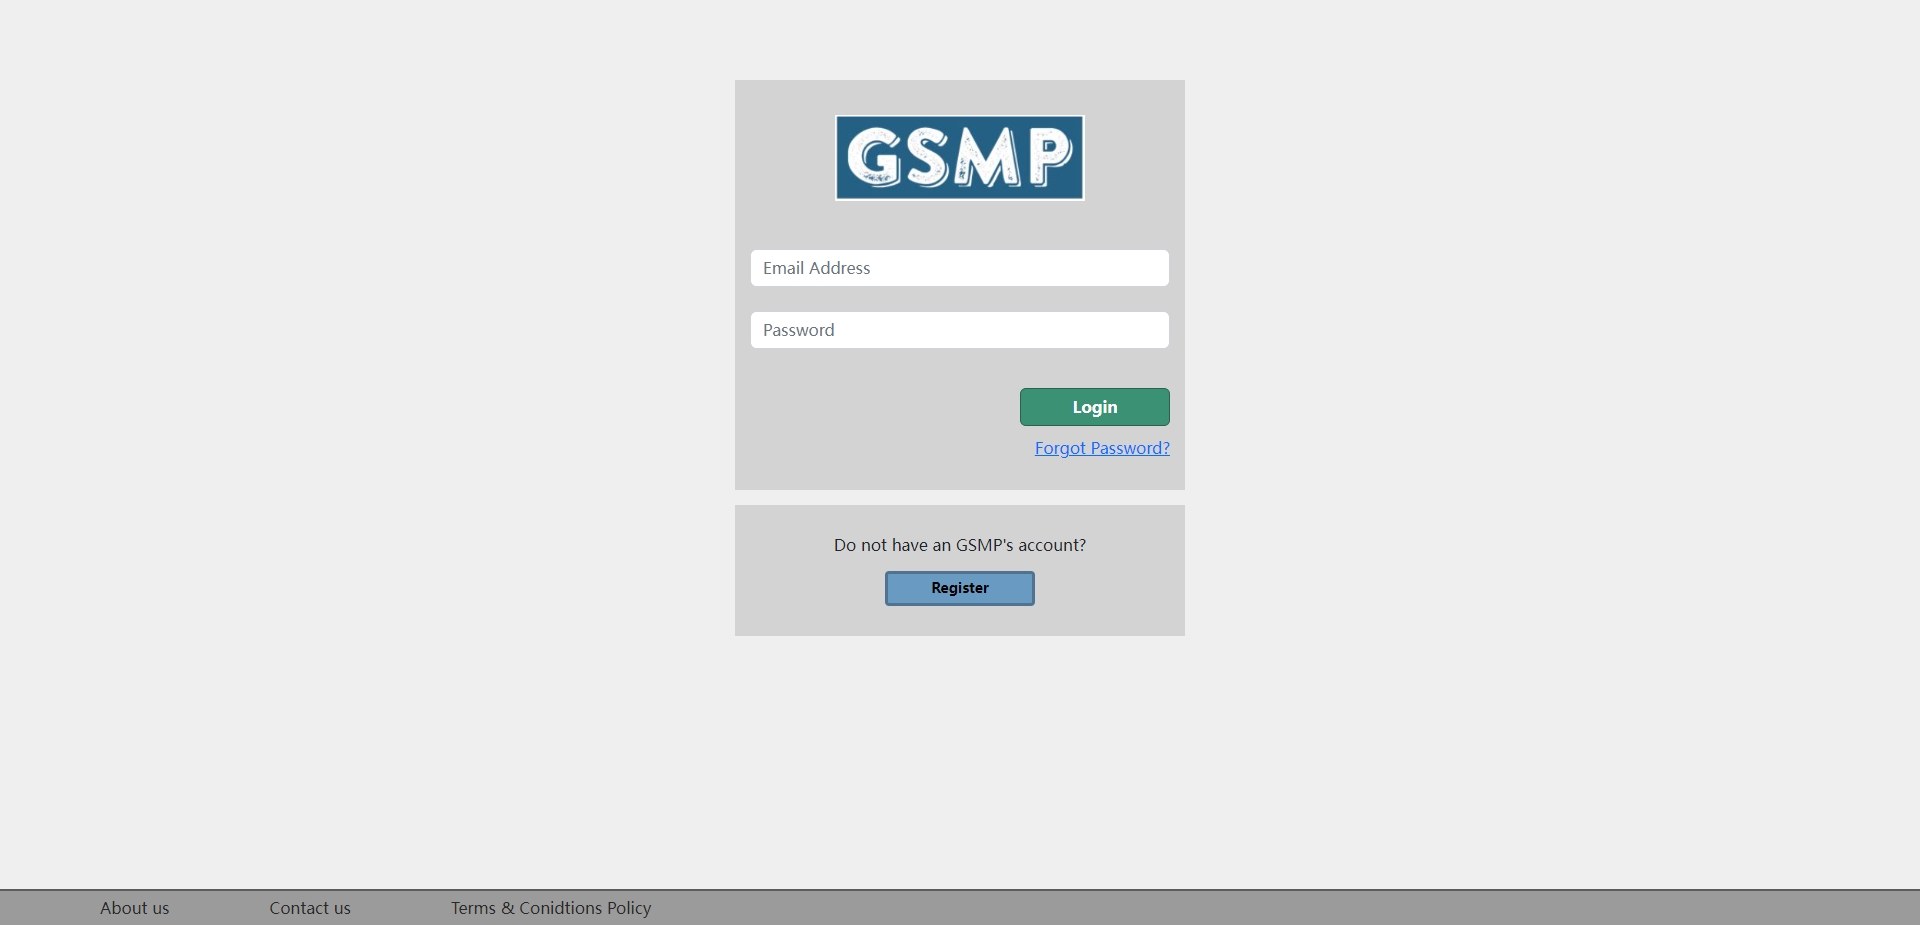 GSMP
Email Address
Password
Login
Forgot Password?
Do not have an GSMP's account?
Register
About us
Contact us
Terms & Conidtions Policy